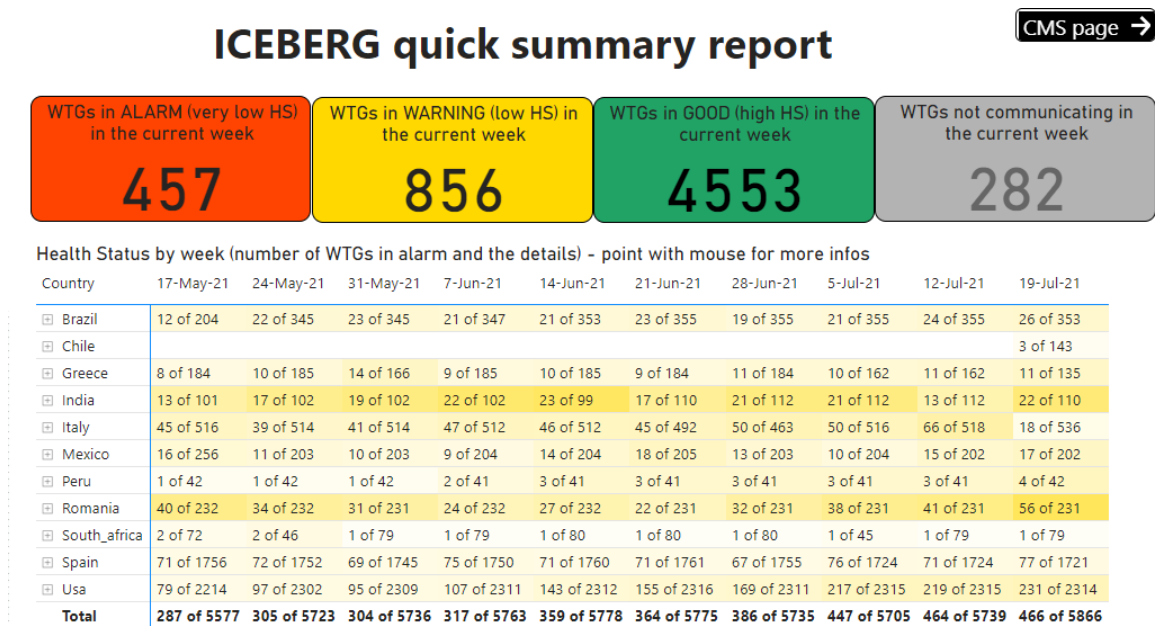 CMS page →
ICEBERG quick summary report
WTGs in ALARM (very low HS)
in the current week
457
WTGs in WARNING (low HS) in
the current week
856
WTGs in GOOD (high HS) in the
current week
4553
WTGs not communicating in
the current week
282
Health Status by week (number of WTGs in alarm and the details) - point with mouse for more infos
Country 17-May-21 24-May-21 31-May-21 7-Jun-21 14-Jun-21 21-Jun-21 28-Jun-21 5-Jul-21 12-Jul-21 19-Jul-21
Brazil 12 of 204 22 of 345 23 of 345 21 of 347 21 of 353 23 of 355 19 of 355 21 of 355 24 of 355 26 of 353
Chile 3 of 143
Greece 8 of 184 10 of 185 14 of 166 9 of 185 10 of 185 9 of 184 11 of 184 10 of 162 11 of 162 11 of 135
India 13 of 101 17 of 102 19 of 102 22 of 102 23 of 99 17 of 110 21 of 112 21 of 112 13 of 112 22 of 110
Italy 45 of 516 39 of 514 41 of 514 47 of 512 46 of 512 45 of 492 50 of 463 50 of 516 66 of 518 18 of 536
Mexico 16 of 256 11 of 203 10 of 203 9 of 204 14 of 204 18 of 205 13 of 203 10 of 204 15 of 202 17 of 202
Peru 1 of 42 1 of 42 1 of 42 2 of 41 3 of 41 3 of 41 3 of 41 3 of 41 3 of 41 4 of 42
Romania 40 of 232 34 of 232 31 of 231 24 of 232 27 of 232 22 of 231 32 of 231 38 of 231 41 of 231 56 of 231
South_africa 2 of 72 2 of 46 1 of 79 1 of 79 1 of 80 1 of 80 1 of 80 1 of 45 1 of 79 1 of 79
Spain 71 of 1756 72 of 1752 69 of 1745 75 of 1750 71 of 1760 71 of 1761 67 of 1755 76 of 1724 71 of 1724 77 of 1721
Usa 79 of 2214 97 of 2302 95 of 2309 107 of 2311 143 of 2312 155 of 2316 169 of 2311 217 of 2315 219 of 2315 231 of 2314
Total 287 of 5577 305 of 5723 304 of 5736 317 of 5763 359 of 5778 364 of 5775 386 of 5735 447 of 5705 464 of 5739 466 of 5866